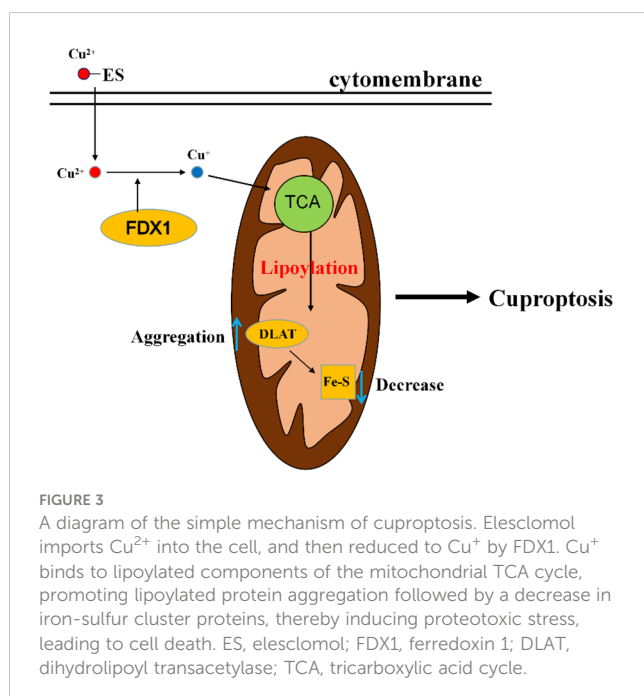 Cu²⁺
ES
cytomembrane
Cu²⁺
Cu⁺
FDX1
TCA
Lipoylation
Cuproptosis
Aggregation
DLAT
Fe-S
Decrease
FIGURE 3
A diagram of the simple mechanism of cuproptosis. Elesclomol
imports Cu²⁺ into the cell, and then reduced to Cu⁺ by FDX1. Cu⁺
binds to lipoylated components of the mitochondrial TCA cycle,
promoting lipoylated protein aggregation followed by a decrease in
iron-sulfur cluster proteins, thereby inducing proteotoxic stress,
leading to cell death. ES, elesclomol; FDX1, ferredoxin 1; DLAT,
dihydrolipoyl transacetylase; TCA, tricarboxylic acid cycle.